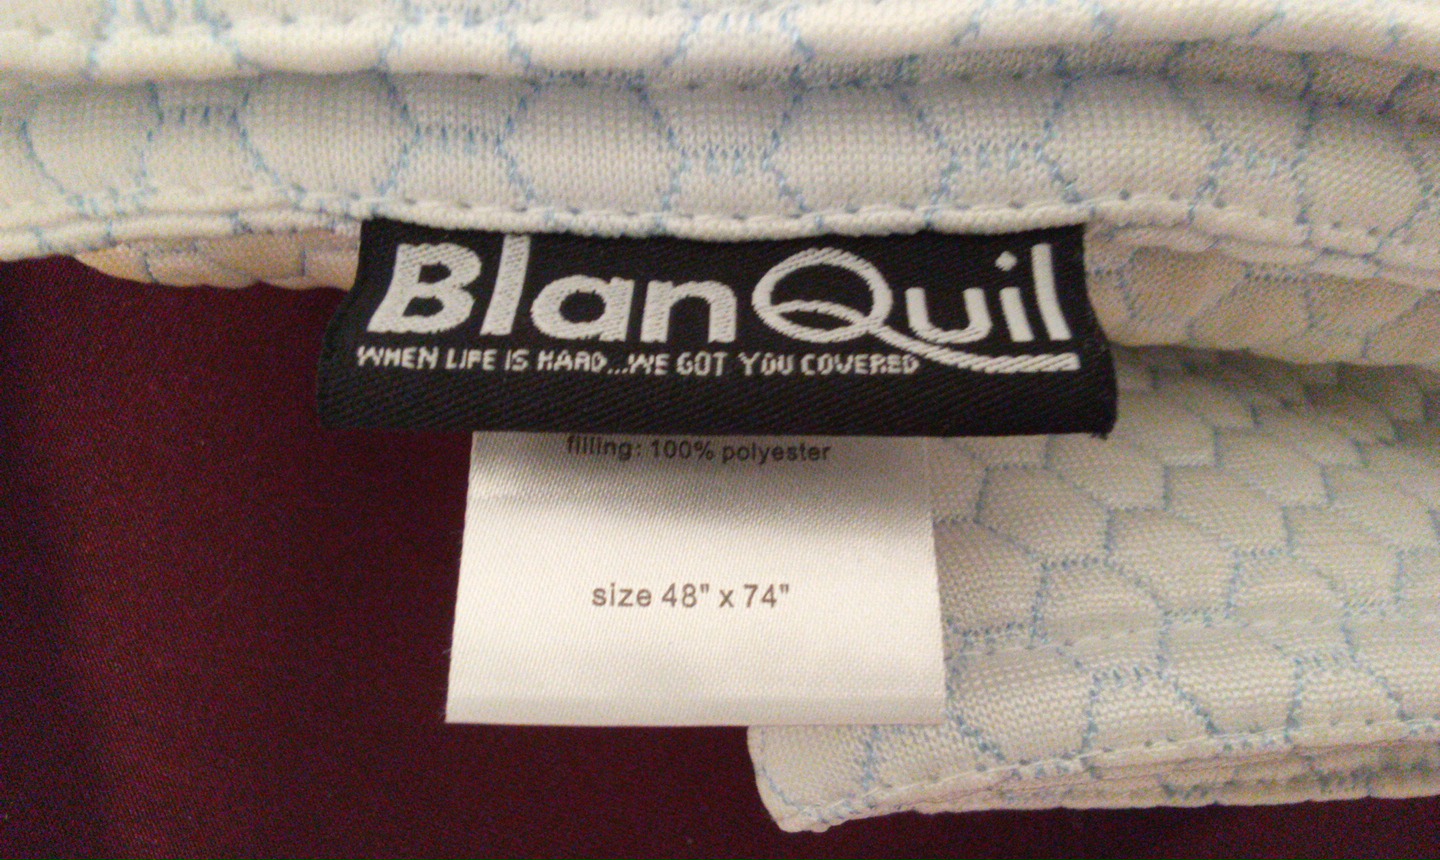 BlanQuil
WHEN LIFE IS HARD...WE GOT YOU COVERED
filling: 100% polyester
size 48" x 74"